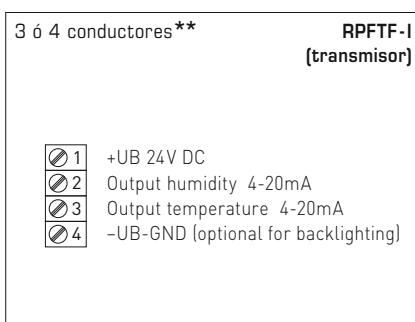 3 ó 4 conductores** RPFTF-I
(transmisor)
1 +UB 24V DC
2 Output humidity 4-20mA
3 Output temperature 4-20mA
4 –UB-GND (optional for backlighting)